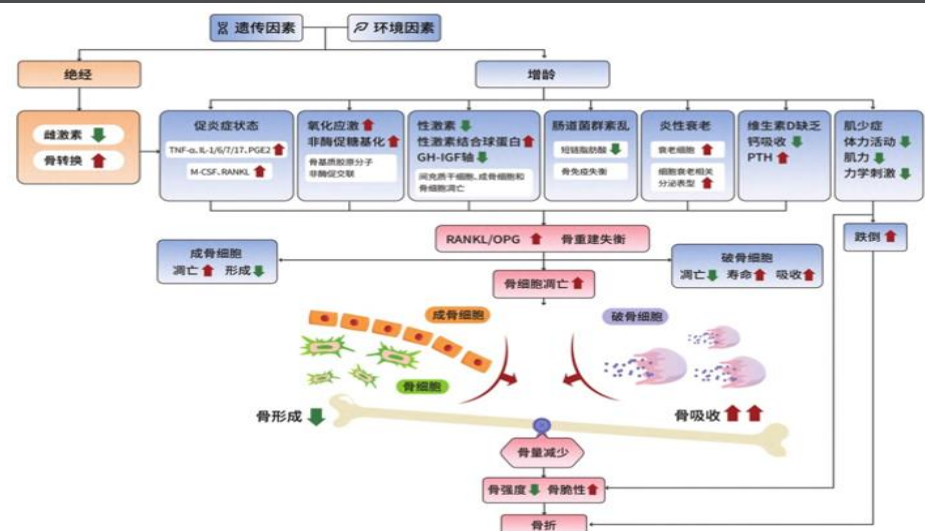 遗传因素
环境因素
绝经
增龄
雌激素
骨转换
促炎症状态
TNF-α、IL-1/6/7/17、PGE2
M-CSF、RANKL
氧化应激
非酶促糖基化
骨基质胶原分子
非酶促交联
性激素
性激素结合球蛋白
GH-IGF轴
间充质干细胞、成骨细胞和
骨细胞凋亡
肠道菌群紊乱
短链脂肪酸
骨免疫失衡
炎性衰老
衰老细胞
细胞衰老相关
分泌表型
维生素D缺乏
钙吸收
PTH
肌少症
体力活动
肌力
力学刺激
跌倒
RANKL/OPG 骨重建失衡
成骨细胞
凋亡 形成
破骨细胞
凋亡 寿命 吸收
骨细胞凋亡
成骨细胞
破骨细胞
骨细胞
骨形成
骨吸收
骨量减少
骨强度 骨脆性
骨折